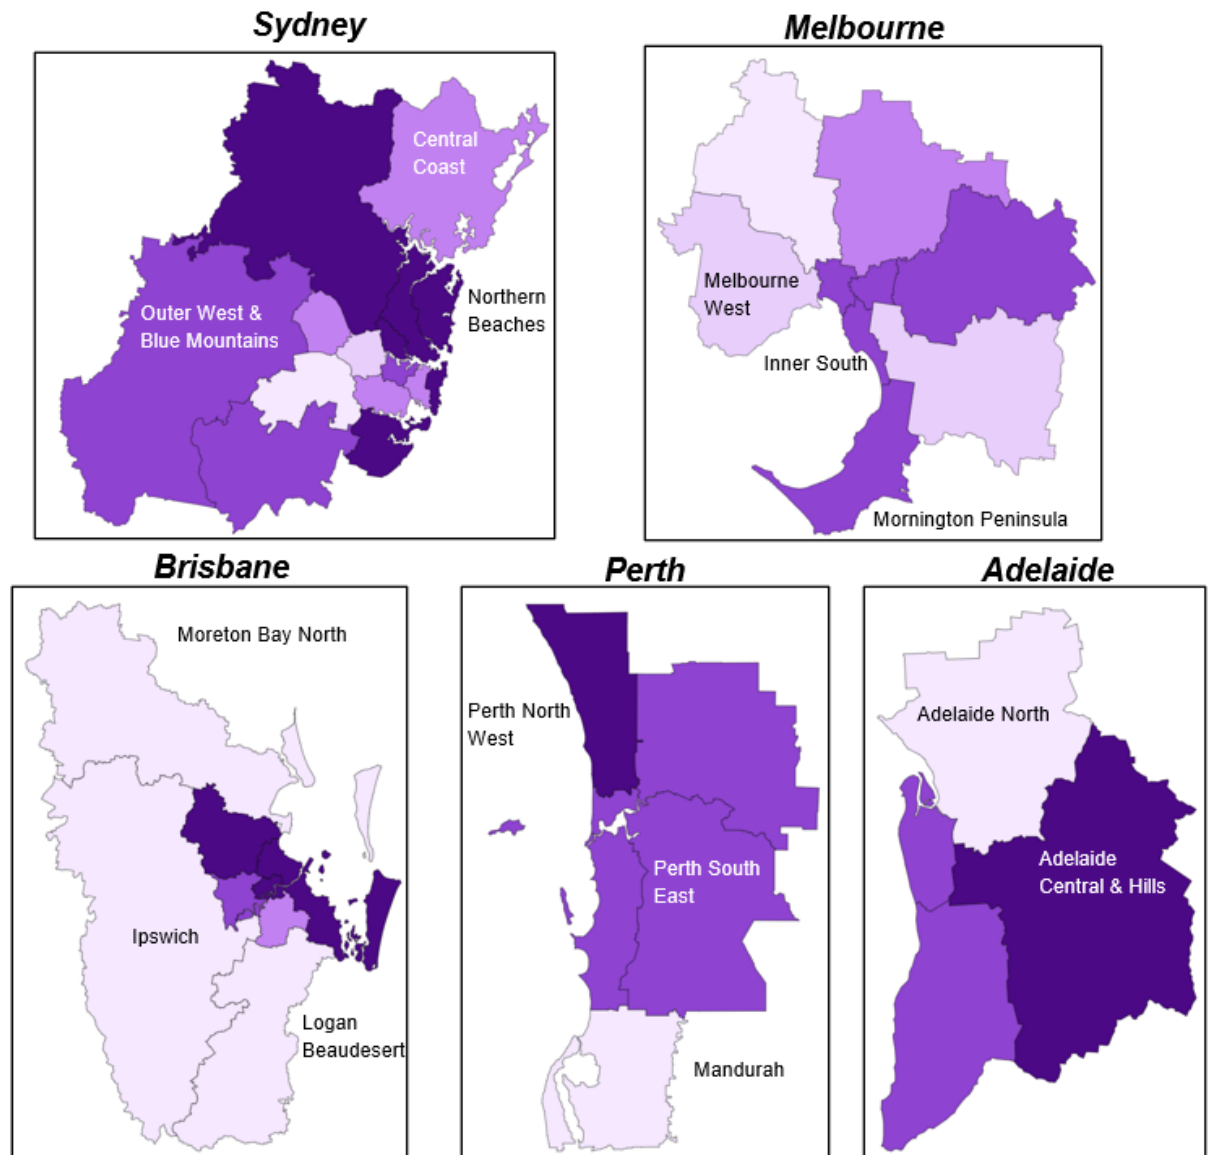 Sydney
Melbourne
Central
Coast
Northern
Beaches
Outer West &
Blue Mountains
Melbourne
West
Inner South
Mornington Peninsula
Brisbane
Perth
Adelaide
Moreton Bay North
Ipswich
Logan
Beaudesert
Perth North
West
Perth South
East
Mandurah
Adelaide North
Adelaide
Central & Hills